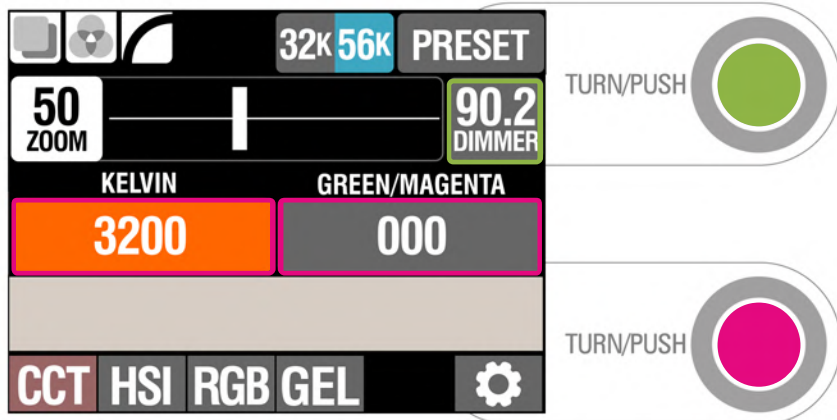 32K 56K PRESET
50 ZOOM
90.2 DIMMER
TURN/PUSH
KELVIN GREEN/MAGENTA
3200 000
TURN/PUSH
CCT HSI RGB GEL